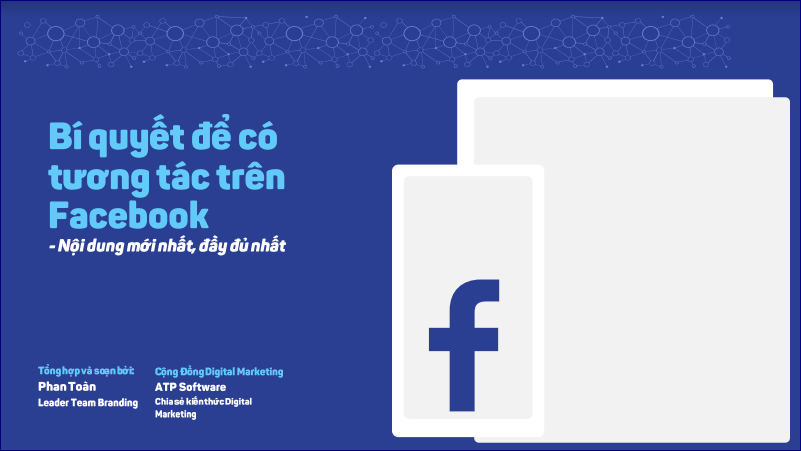 Bí quyết để có
tương tác trên
Facebook
- Nội dung mới nhất, đầy đủ nhất
Tổng hợp và soạn bởi:
Phan Toàn
Leader Team Branding
Cộng Đồng Digital Marketing
ATP Software
Chia sẻ kiến thức Digital
Marketing